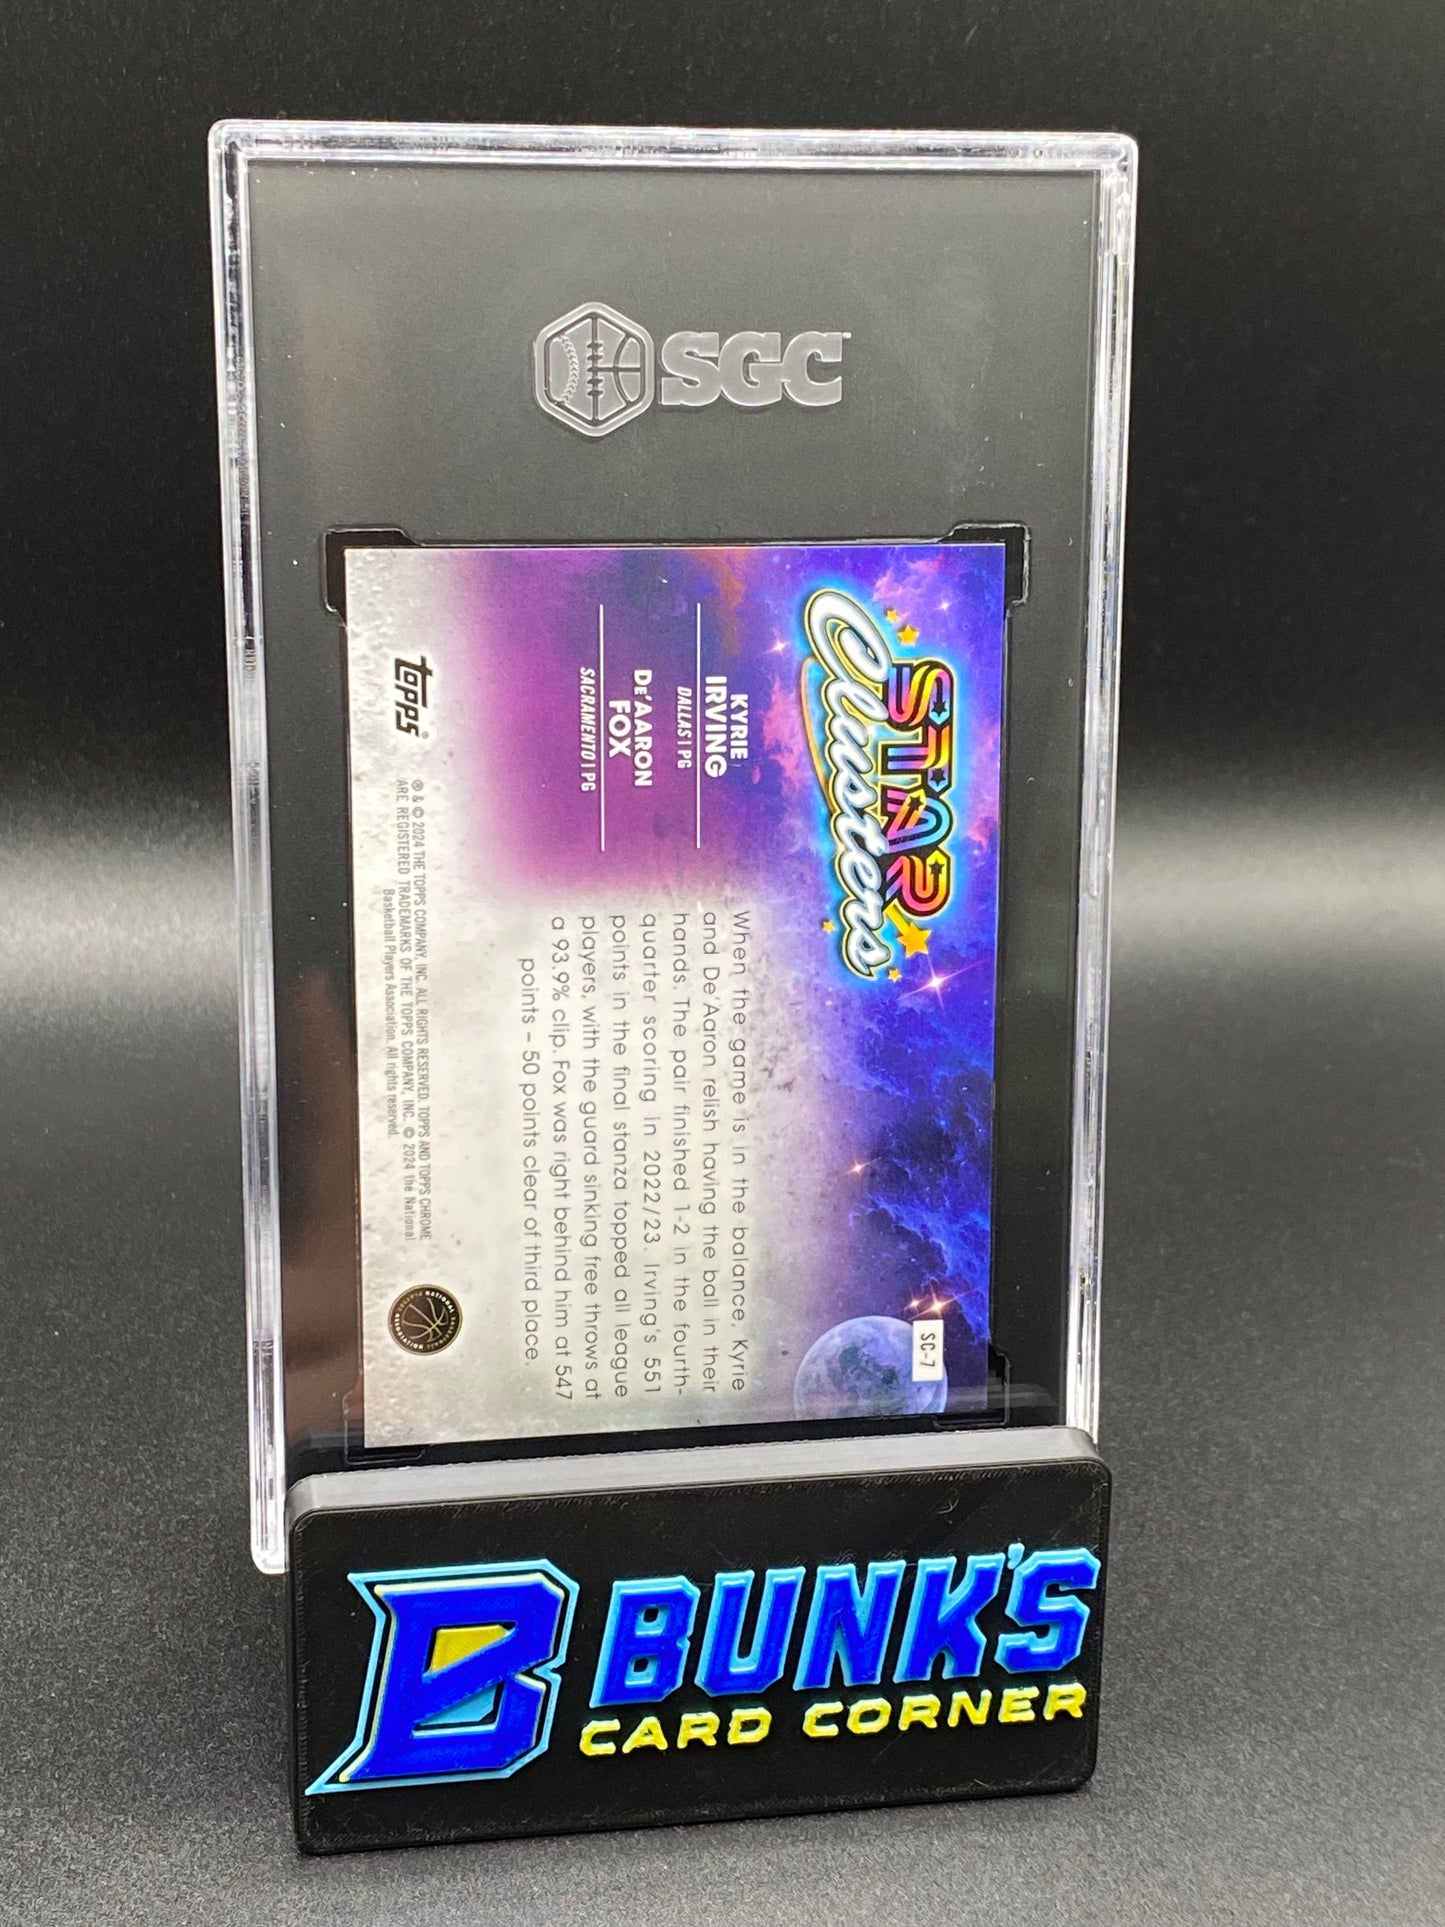 SGC
STAR
Clusters
SC-7
KYRIE
IRVING
DALLAS | PG
DE'AARON
FOX
SACRAMENTO | PG
When the game is in the balance, Kyrie
and De'Aaron relish having the ball in their
hands. The pair finished 1-2 in the fourth-
quarter scoring in 2022/23. Irving's 551
points in the final stanza topped all league
players, with the guard sinking free throws at
a 93.9% clip. Fox was right behind him at 547
points – 50 points clear of third place.
topps®
® & © 2024 THE TOPPS COMPANY, INC. ALL RIGHTS RESERVED. TOPPS AND TOPPS CHROME
ARE REGISTERED TRADEMARKS OF THE TOPPS COMPANY, INC. © 2024 the National
Basketball Players Association. All rights reserved.
B BUNK'S
CARD CORNER